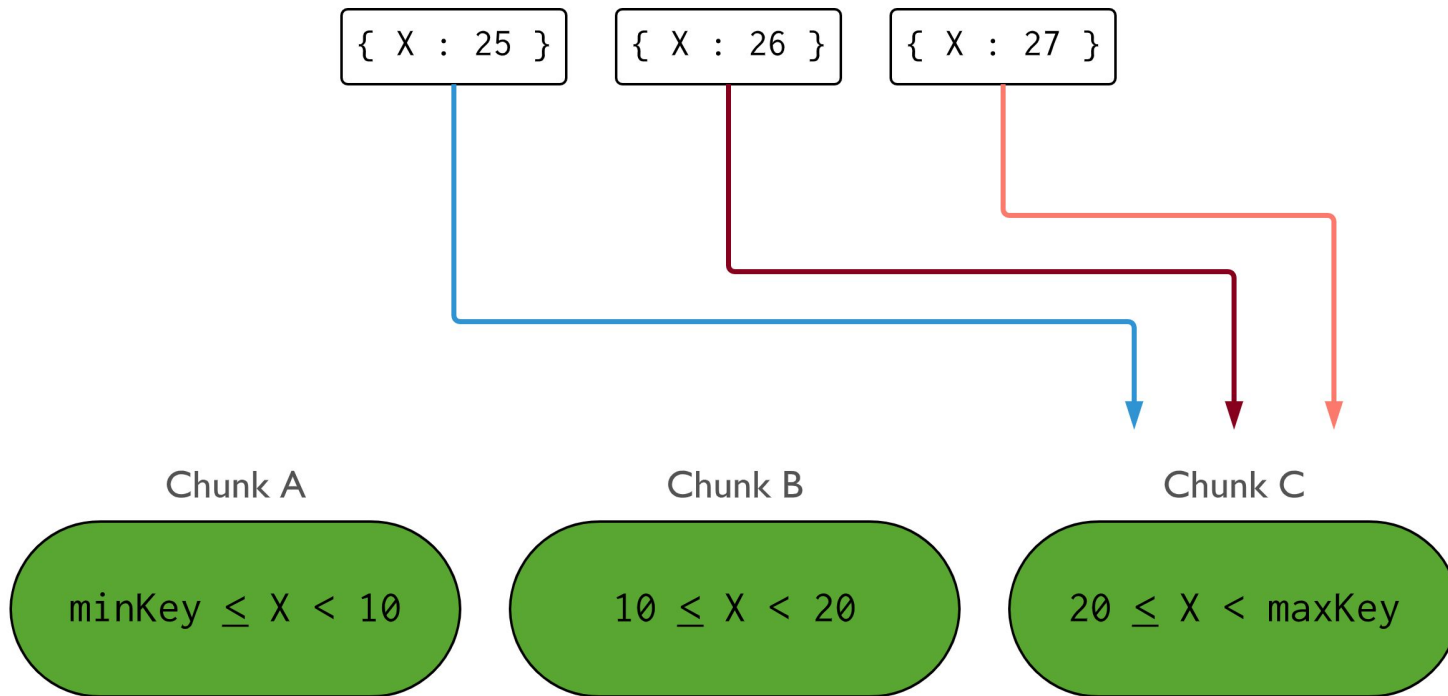 { X : 25 }
{ X : 26 }
{ X : 27 }
Chunk A
Chunk B
Chunk C
minKey ≤ X < 10
10 ≤ X < 20
20 ≤ X < maxKey